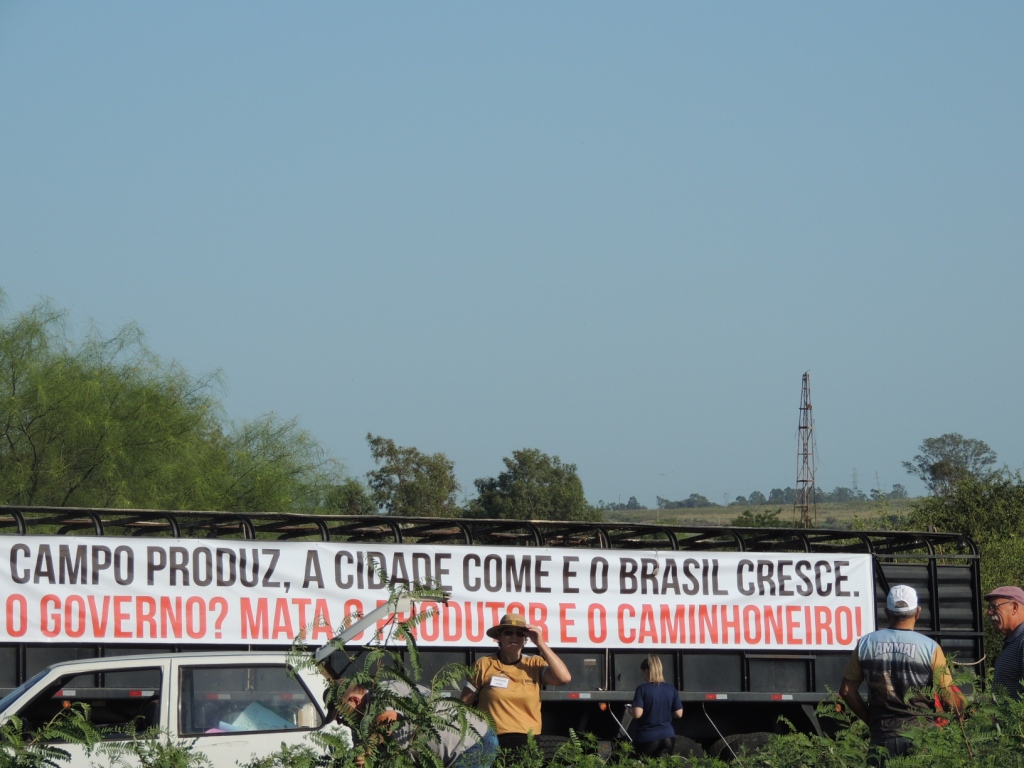 CAMPO PRODUZ, A CIDADE COME E O BRASIL CRESCE.
O GOVERNO? MATA O PRODUTOR E O CAMINHONEIRO!